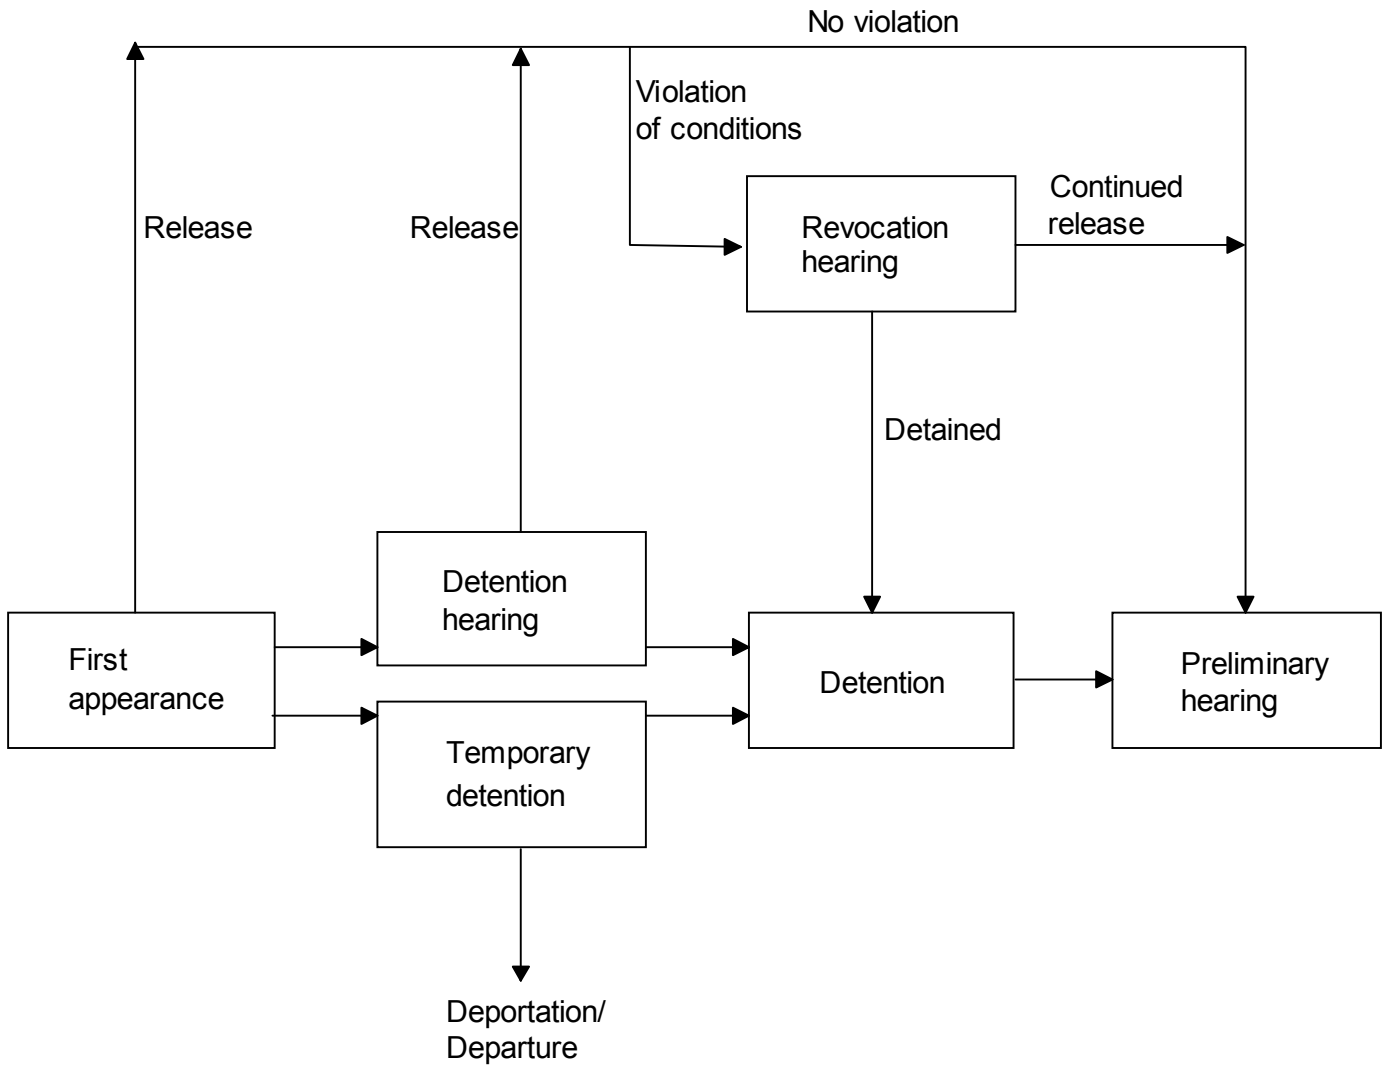 No violation
Violation
of conditions
Continued
release
Release
Release
Revocation
hearing
Detained
Detention
hearing
First
appearance
Detention
Preliminary
hearing
Temporary
detention
Deportation/
Departure